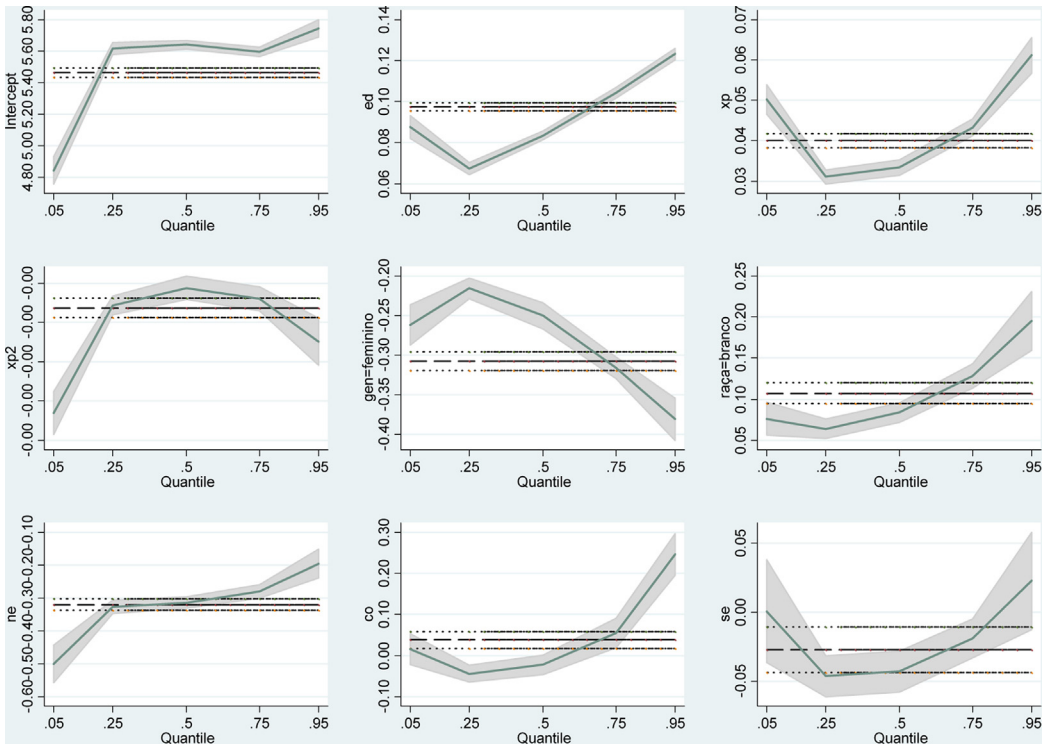 Intercept
5.80
5.60
5.40
5.20
5.00
4.80
.05 .25 .5 .75 .95
Quantile
ed
0.14
0.12
0.10
0.08
0.06
.05 .25 .5 .75 .95
Quantile
xp
0.07
0.06
0.05
0.04
0.03
.05 .25 .5 .75 .95
Quantile
xp2
-0.00
-0.00
-0.00
-0.00
-0.00
.05 .25 .5 .75 .95
Quantile
gen=feminino
-0.20
-0.25
-0.30
-0.35
-0.40
.05 .25 .5 .75 .95
Quantile
raça=branco
0.25
0.20
0.15
0.10
0.05
.05 .25 .5 .75 .95
Quantile
ne
-0.10
-0.20
-0.30
-0.40
-0.50
-0.60
.05 .25 .5 .75 .95
Quantile
co
0.30
0.20
0.10
0.00
-0.10
.05 .25 .5 .75 .95
Quantile
se
0.05
0.00
-0.05
.05 .25 .5 .75 .95
Quantile